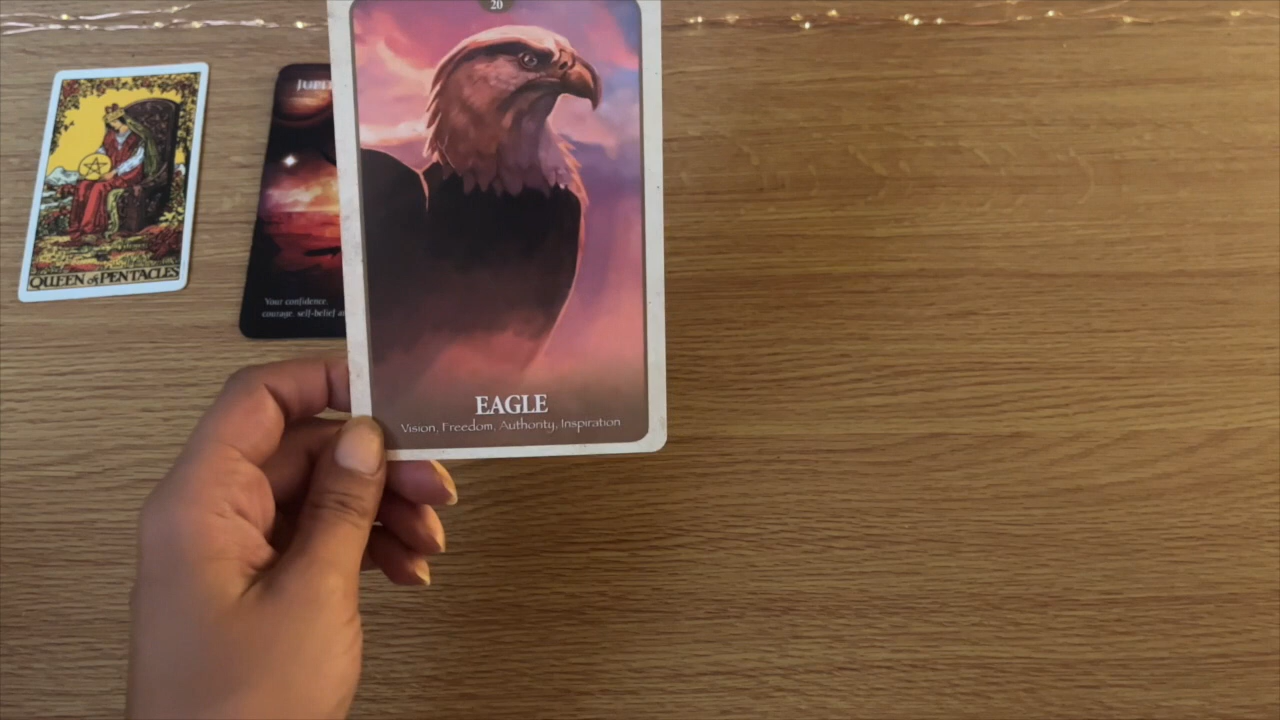 20
EAGLE
Vision, Freedom, Authority, Inspiration
QUEEN of PENTACLES
Your confidence,
courage, self-belief